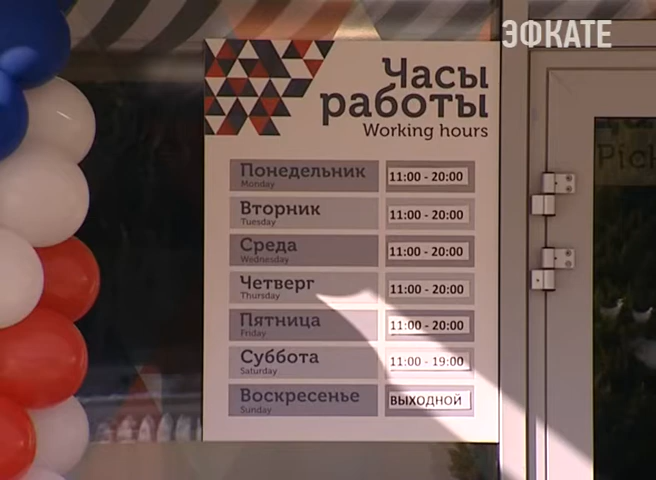 ЭФКАТЕ
Часы
работы
Working hours
Понедельник 11:00 - 20:00
Monday
Вторник 11:00 - 20:00
Tuesday
Среда 11:00 - 20:00
Wednesday
Четверг 11:00 - 20:00
Thursday
Пятница 11:00 - 20:00
Friday
Суббота 11:00 - 19:00
Saturday
Воскресенье ВЫХОДНОЙ
Sunday
Pick